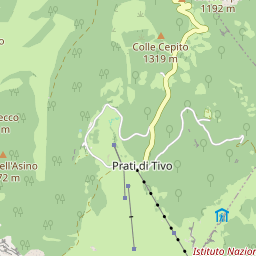 1192 m
Colle Cepito
1319 m
ecco
m
ell'Asino
72 m
Prati di Tivo
Istituto Nazion